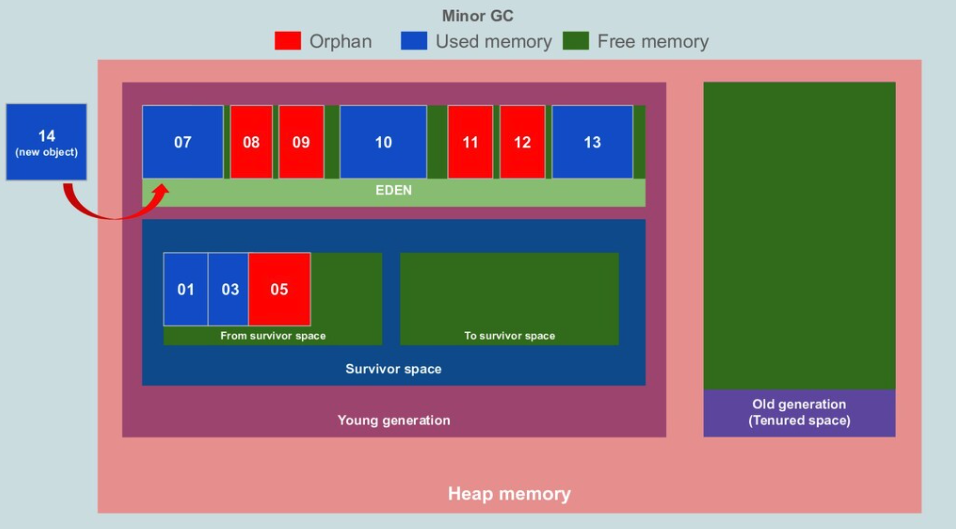 Minor GC
Orphan Used memory Free memory
14
(new object)
07 08 09 10 11 12 13
EDEN
01 03 05
From survivor space
To survivor space
Survivor space
Young generation
Old generation
(Tenured space)
Heap memory